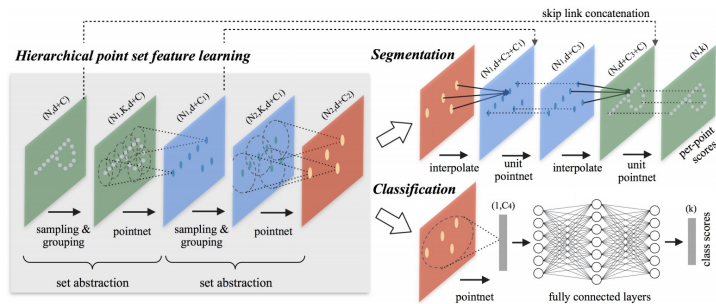 skip link concatenation
Hierarchical point set feature learning
(N,d+C)
(N1,K,d+C)
(N1,d+C1)
(N2,K,d+C1)
(N2,d+C2)
sampling & grouping
pointnet
sampling & grouping
pointnet
set abstraction
set abstraction
Segmentation
(N1,d+C2+C1)
(N1,d+C3)
(N,d+C3+C)
(N,k)
per-point scores
interpolate
unit pointnet
interpolate
unit pointnet
Classification
(1,C4)
(k)
class scores
pointnet
fully connected layers